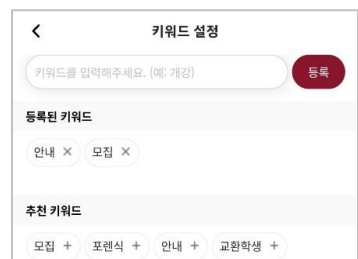 키워드 설정
키워드를 입력해주세요. (예: 개강) 등록
등록된 키워드
안내 × 모집 ×
추천 키워드
모집 + 포렌식 + 안내 + 교환학생 +